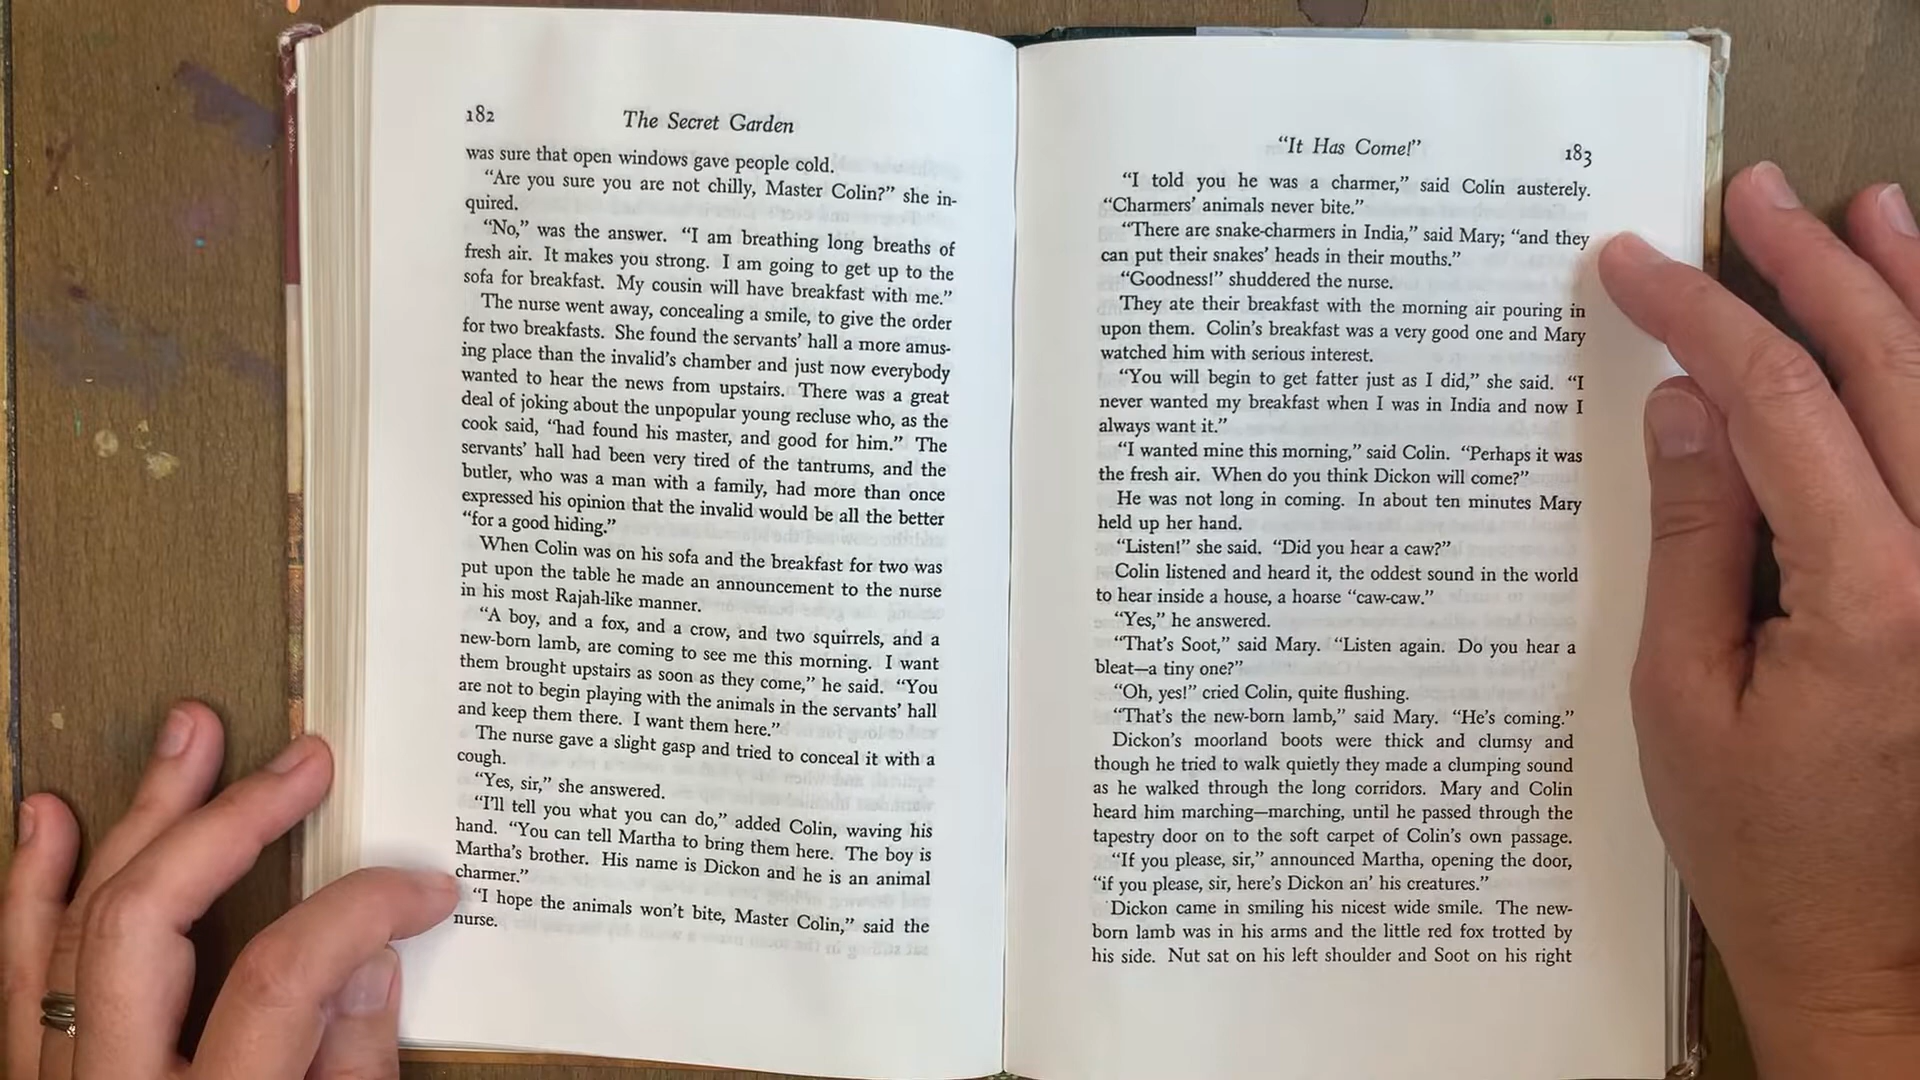 182
The Secret Garden
was sure that open windows gave people cold.
“Are you sure you are not chilly, Master Colin?” she in-
quired.
“No,” was the answer. “I am breathing long breaths of
fresh air. It makes you strong. I am going to get up to the
sofa for breakfast. My cousin will have breakfast with me.”
The nurse went away, concealing a smile, to give the order
for two breakfasts. She found the servants’ hall a more amus-
ing place than the invalid’s chamber and just now everybody
wanted to hear the news from upstairs. There was a great
deal of joking about the unpopular young recluse who, as the
cook said, “had found his master, and good for him.” The
servants’ hall had been very tired of the tantrums, and the
butler, who was a man with a family, had more than once
expressed his opinion that the invalid would be all the better
“for a good hiding.”
When Colin was on his sofa and the breakfast for two was
put upon the table he made an announcement to the nurse
in his most Rajah-like manner.
“A boy, and a fox, and a crow, and two squirrels, and a
new-born lamb, are coming to see me this morning. I want
them brought upstairs as soon as they come,” he said. “You
are not to begin playing with the animals in the servants’ hall
and keep them there. I want them here.”
The nurse gave a slight gasp and tried to conceal it with a
cough.
“Yes, sir,” she answered.
“I’ll tell you what you can do,” added Colin, waving his
hand. “You can tell Martha to bring them here. The boy is
Martha’s brother. His name is Dickon and he is an animal
charmer.”
“I hope the animals won’t bite, Master Colin,” said the
nurse.
“It Has Come!”
183
“I told you he was a charmer,” said Colin austerely.
“Charmers’ animals never bite.”
“There are snake-charmers in India,” said Mary; “and they
can put their snakes’ heads in their mouths.”
“Goodness!” shuddered the nurse.
They ate their breakfast with the morning air pouring in
upon them. Colin’s breakfast was a very good one and Mary
watched him with serious interest.
“You will begin to get fatter just as I did,” she said. “I
never wanted my breakfast when I was in India and now I
always want it.”
“I wanted mine this morning,” said Colin. “Perhaps it was
the fresh air. When do you think Dickon will come?”
He was not long in coming. In about ten minutes Mary
held up her hand.
“Listen!” she said. “Did you hear a caw?”
Colin listened and heard it, the oddest sound in the world
to hear inside a house, a hoarse “caw-caw.”
“Yes,” he answered.
“That’s Soot,” said Mary. “Listen again. Do you hear a
bleat—a tiny one?”
“Oh, yes!” cried Colin, quite flushing.
“That’s the new-born lamb,” said Mary. “He’s coming.”
Dickon’s moorland boots were thick and clumsy and
though he tried to walk quietly they made a clumping sound
as he walked through the long corridors. Mary and Colin
heard him marching—marching, until he passed through the
tapestry door on to the soft carpet of Colin’s own passage.
“If you please, sir,” announced Martha, opening the door,
“if you please, sir, here’s Dickon an’ his creatures.”
Dickon came in smiling his nicest wide smile. The new-
born lamb was in his arms and the little red fox trotted by
his side. Nut sat on his left shoulder and Soot on his right